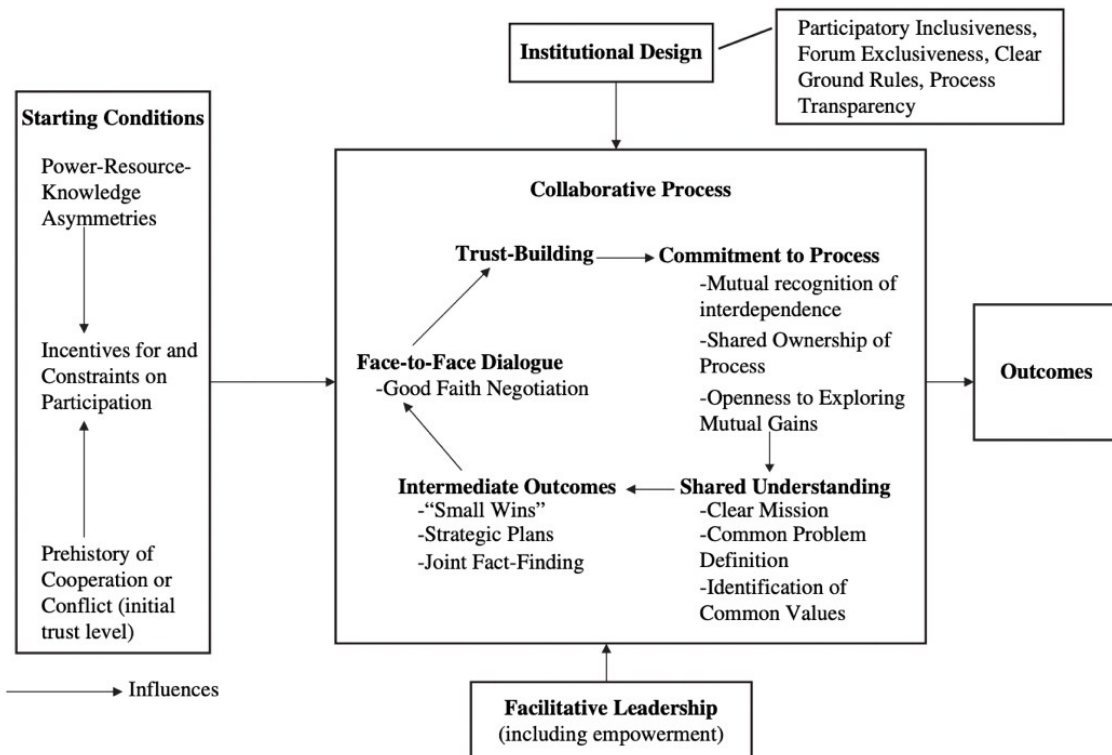 Institutional Design
Participatory Inclusiveness,
Forum Exclusiveness, Clear
Ground Rules, Process
Transparency
Starting Conditions
Power-Resource-
Knowledge
Asymmetries
Incentives for and
Constraints on
Participation
Prehistory of
Cooperation or
Conflict (initial
trust level)
Collaborative Process
Trust-Building
Commitment to Process
-Mutual recognition of
interdependence
-Shared Ownership of
Process
-Openness to Exploring
Mutual Gains
Face-to-Face Dialogue
-Good Faith Negotiation
Intermediate Outcomes
-“Small Wins”
-Strategic Plans
-Joint Fact-Finding
Shared Understanding
-Clear Mission
-Common Problem
Definition
-Identification of
Common Values
Outcomes
Influences
Facilitative Leadership
(including empowerment)